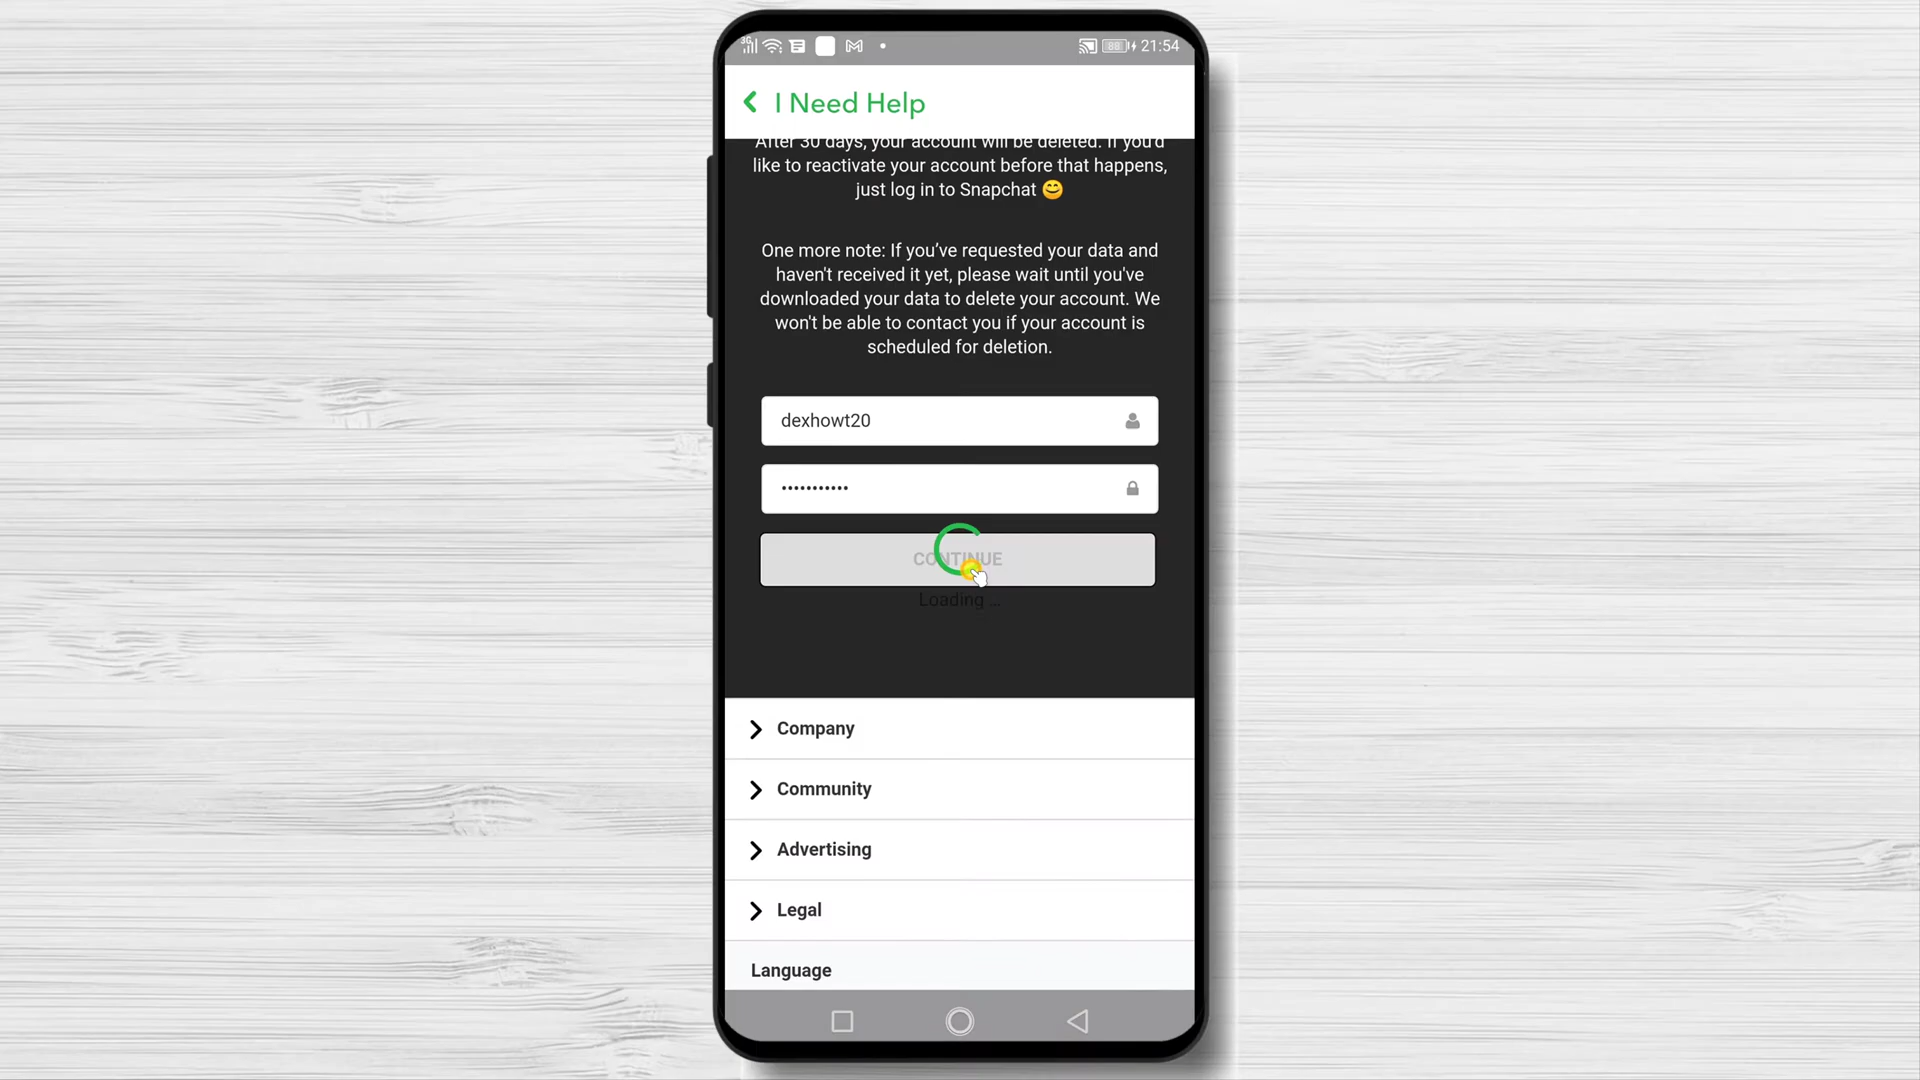 3G
88
21:54
I Need Help
After 30 days, your account will be deleted. If you'd
like to reactivate your account before that happens,
just log in to Snapchat 😊
One more note: If you’ve requested your data and
haven't received it yet, please wait until you've
downloaded your data to delete your account. We
won't be able to contact you if your account is
scheduled for deletion.
dexhowt20
•••••••••••
CONTINUE
Loading ...
Company
Community
Advertising
Legal
Language